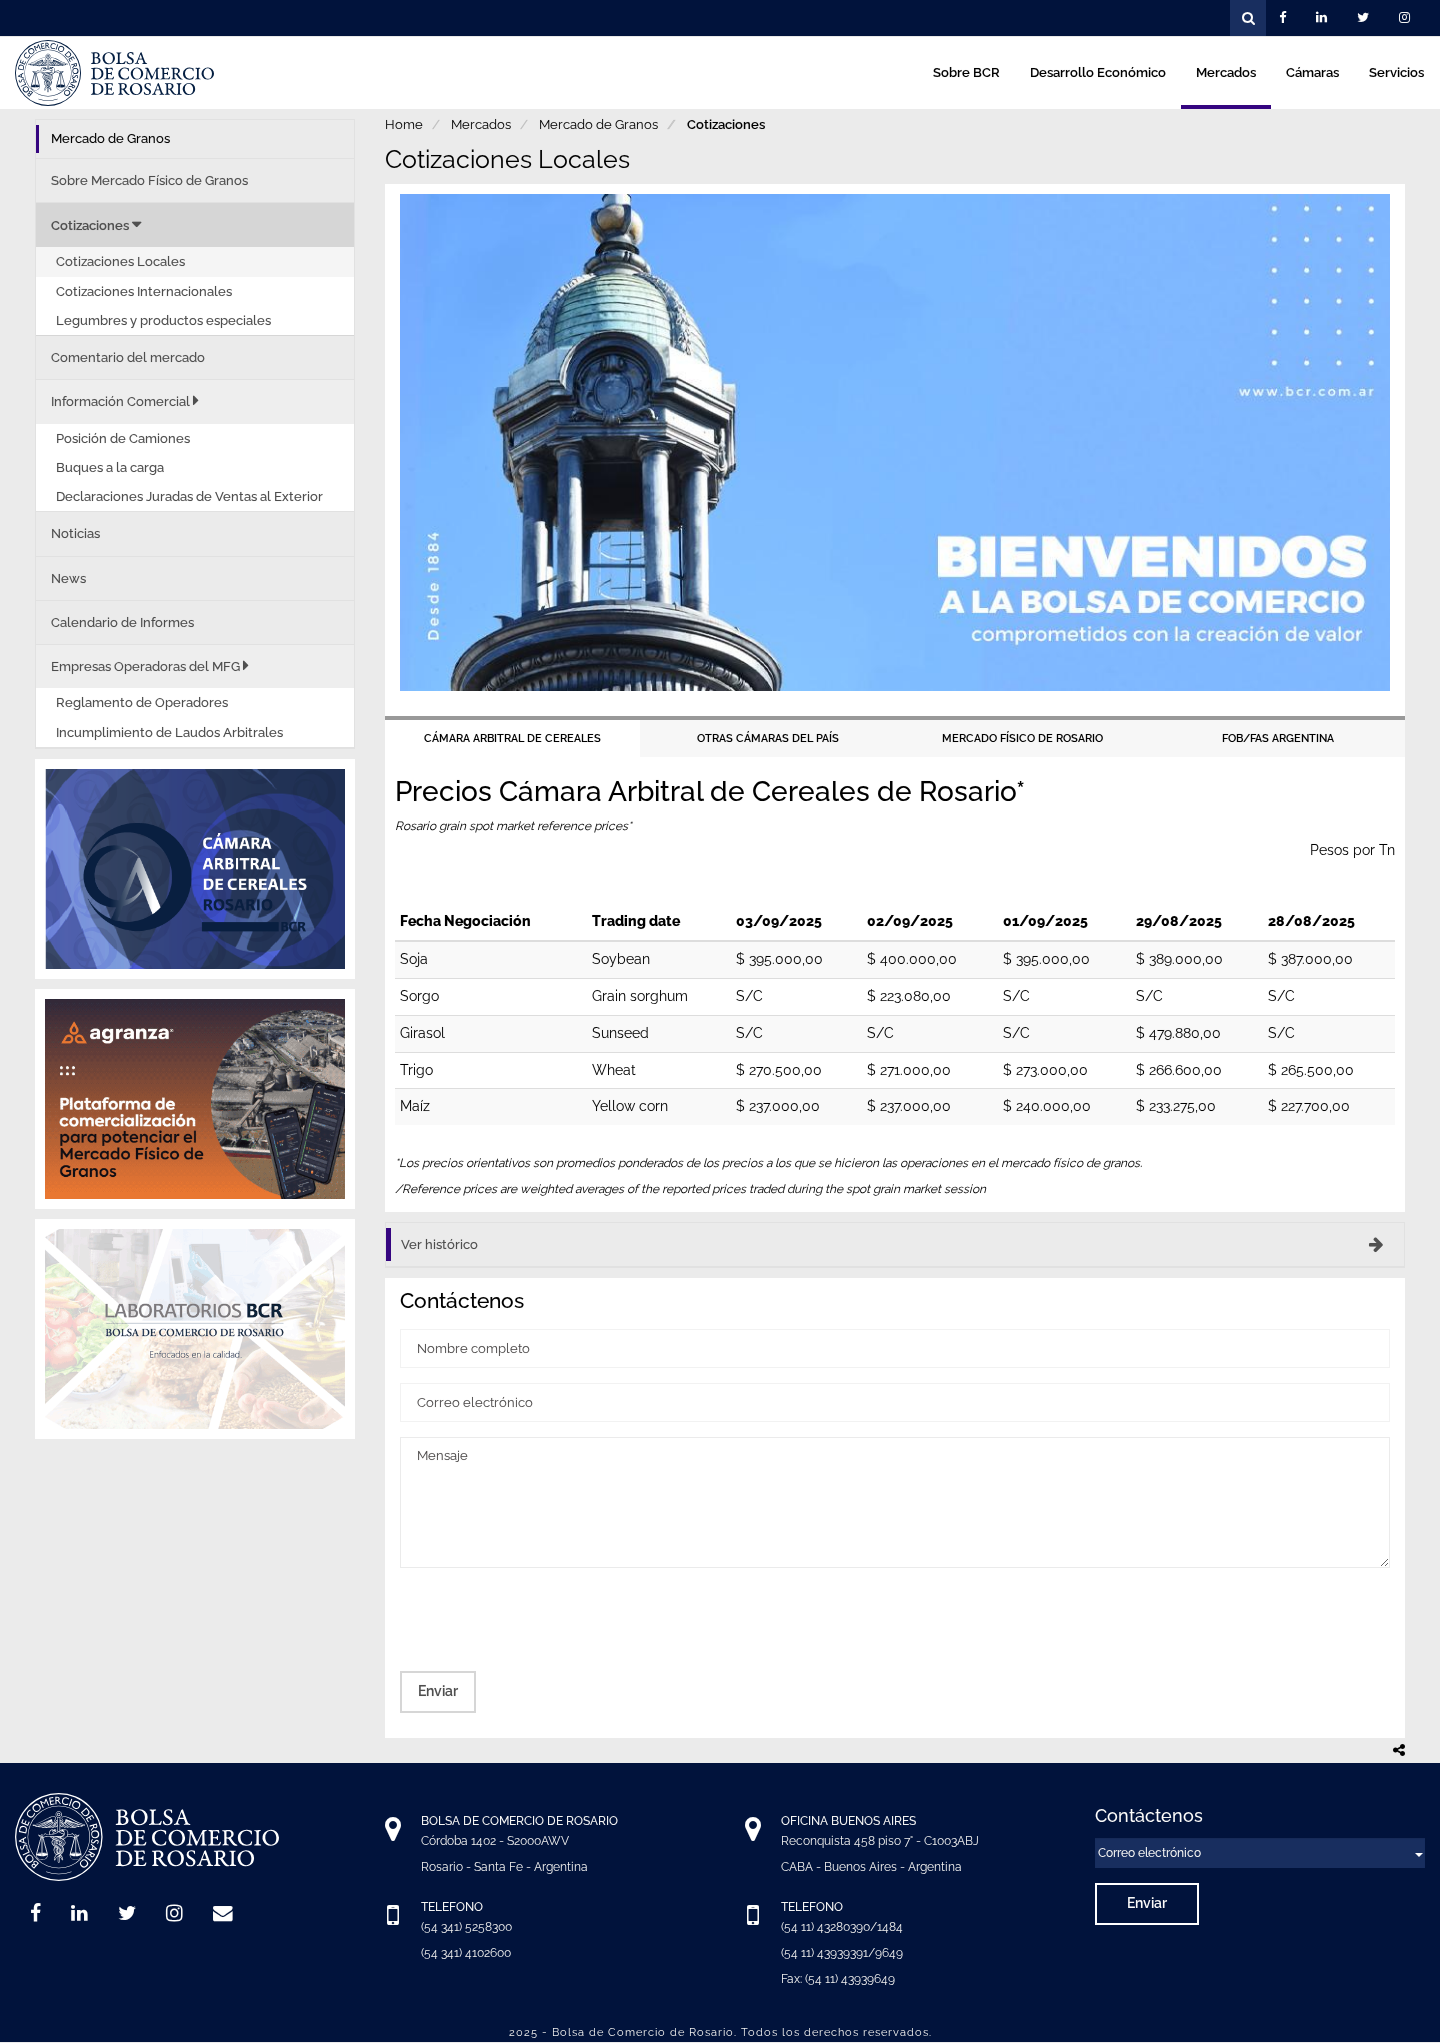 BOLSA
DE COMERCIO
DE ROSARIO
Sobre BCR
Desarrollo Económico
Mercados
Cámaras
Servicios
Mercado de Granos
Sobre Mercado Físico de Granos
Cotizaciones
Cotizaciones Locales
Cotizaciones Internacionales
Legumbres y productos especiales
Comentario del mercado
Información Comercial
Posición de Camiones
Buques a la carga
Declaraciones Juradas de Ventas al Exterior
Noticias
News
Calendario de Informes
Empresas Operadoras del MFG
Reglamento de Operadores
Incumplimiento de Laudos Arbitrales
CÁMARA
ARBITRAL
DE CEREALES
ROSARIO
BCR
agranza
Plataforma de
comercialización
para potenciar el
Mercado Físico de
Granos
LABORATORIOS BCR
BOLSA DE COMERCIO DE ROSARIO
Enfocados en la calidad.
Home / Mercados / Mercado de Granos / Cotizaciones
Cotizaciones Locales
www.bcr.com.ar
Desde 1884
BIENVENIDOS
A LA BOLSA DE COMERCIO
comprometidos con la creación de valor
CÁMARA ARBITRAL DE CEREALES
OTRAS CÁMARAS DEL PAÍS
MERCADO FÍSICO DE ROSARIO
FOB/FAS ARGENTINA
Precios Cámara Arbitral de Cereales de Rosario*
Rosario grain spot market reference prices*
Pesos por Tn
Fecha Negociación Trading date 03/09/2025 02/09/2025 01/09/2025 29/08/2025 28/08/2025
Soja Soybean $ 395.000,00 $ 400.000,00 $ 395.000,00 $ 389.000,00 $ 387.000,00
Sorgo Grain sorghum S/C $ 223.080,00 S/C S/C S/C
Girasol Sunseed S/C S/C S/C $ 479.880,00 S/C
Trigo Wheat $ 270.500,00 $ 271.000,00 $ 273.000,00 $ 266.600,00 $ 265.500,00
Maíz Yellow corn $ 237.000,00 $ 237.000,00 $ 240.000,00 $ 233.275,00 $ 227.700,00
*Los precios orientativos son promedios ponderados de los precios a los que se hicieron las operaciones en el mercado físico de granos.
/Reference prices are weighted averages of the reported prices traded during the spot grain market session
Ver histórico
Contáctenos
Nombre completo
Correo electrónico
Mensaje
Enviar
BOLSA
DE COMERCIO
DE ROSARIO
BOLSA DE COMERCIO DE ROSARIO
Córdoba 1402 - S2000AWV
Rosario - Santa Fe - Argentina
TELEFONO
(54 341) 5258300
(54 341) 4102600
OFICINA BUENOS AIRES
Reconquista 458 piso 7° - C1003ABJ
CABA - Buenos Aires - Argentina
TELEFONO
(54 11) 43280390/1484
(54 11) 43939391/9649
Fax: (54 11) 43939649
Contáctenos
Correo electrónico
Enviar
2025 - Bolsa de Comercio de Rosario. Todos los derechos reservados.